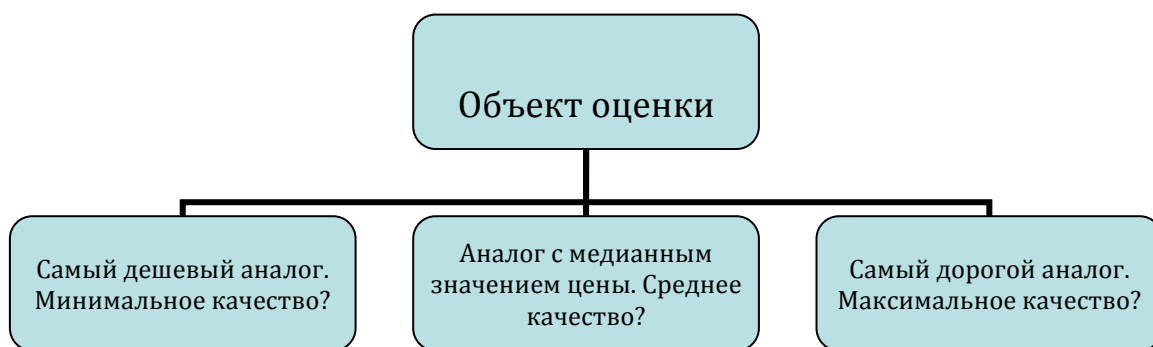 Объект оценки
Самый дешевый аналог.
Минимальное качество?
Аналог с медианным
значением цены. Среднее
качество?
Самый дорогой аналог.
Максимальное качество?